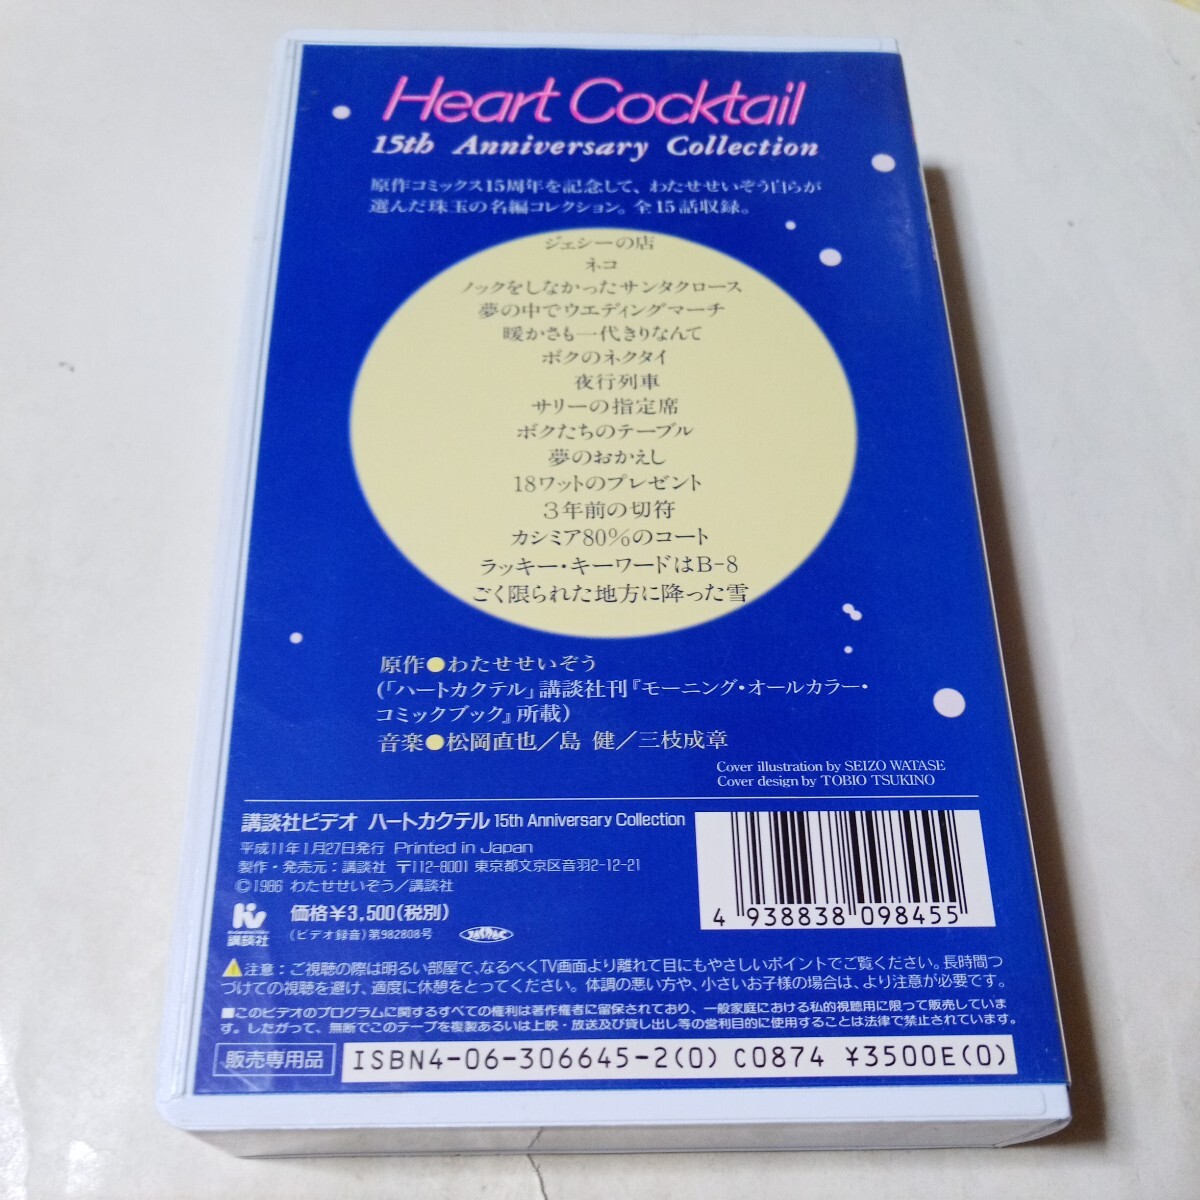 Heart Cocktail
15th Anniversary Collection
原作コミックス15周年を記念して、わたせせいぞう自らが
選んだ珠玉の名編コレクション。全15話収録。
ジェシーの店
ネコ
ノックをしなかったサンタクロース
夢の中でウエディングマーチ
暖かさも一代きりなんて
ボクのネクタイ
夜行列車
サリーの指定席
ボクたちのテーブル
夢のおかえし
18ワットのプレゼント
3年前の切符
カシミア80%のコート
ラッキー・キーワードはB-8
ごく限られた地方に降った雪
原作●わたせせいぞう
(「ハートカクテル」講談社刊『モーニング・オールカラー・
コミックブック』所載)
音楽●松岡直也/島 健/三枝成章
Cover illustration by SEIZO WATASE
Cover design by TOBIO TSUKINO
講談社ビデオ ハートカクテル 15th Anniversary Collection
平成11年1月27日発行 Printed in Japan
製作・発売元:講談社 〒112-8001 東京都文京区音羽2-12-21
©1986 わたせせいぞう/講談社
価格¥3,500(税別)
(ビデオ録音)第982808号
講談社
4 938838 098455
⚠注意:ご視聴の際は明るい部屋で、なるべくTV画面より離れて目にもやさしいポイントでご覧ください。長時間つ
づけての視聴を避け、適度に休憩をとってください。体調の悪い方や、小さいお子様の場合は、より注意が必要です。
■このビデオのプログラムに関するすべての権利は著作権者に留保されており、一般家庭における私的視聴用に限って販売していま
す。したがって、無断でこのテープを複製あるいは上映・放送及び貸し出し等の営利目的に使用することは法律で禁止されています。
販売専用品
ISBN4-06-306645-2(0) C0874 ¥3500E(0)